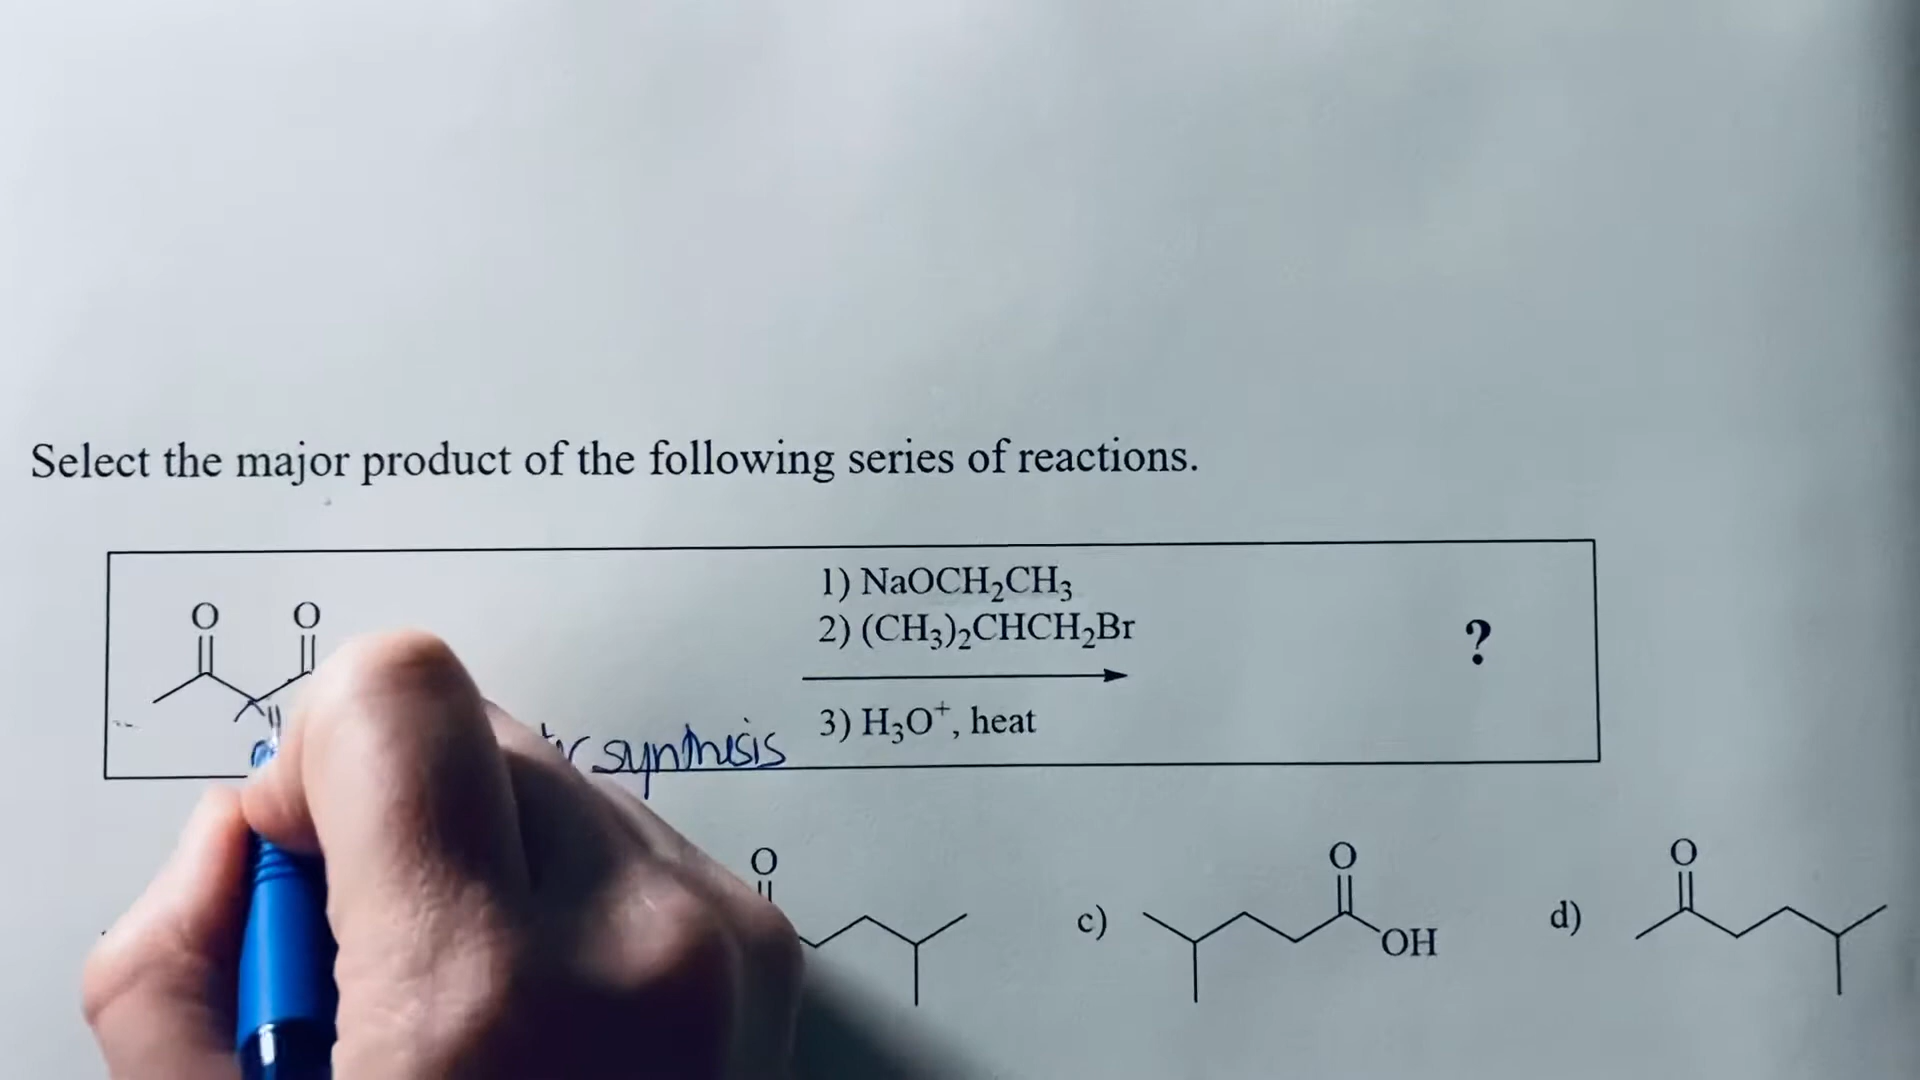 Select the major product of the following series of reactions.
O O
1) NaOCH₂CH₃
2) (CH₃)₂CHCH₂Br
?
synthesis
3) H₃O⁺, heat
O
c)
O
OH
d)
O